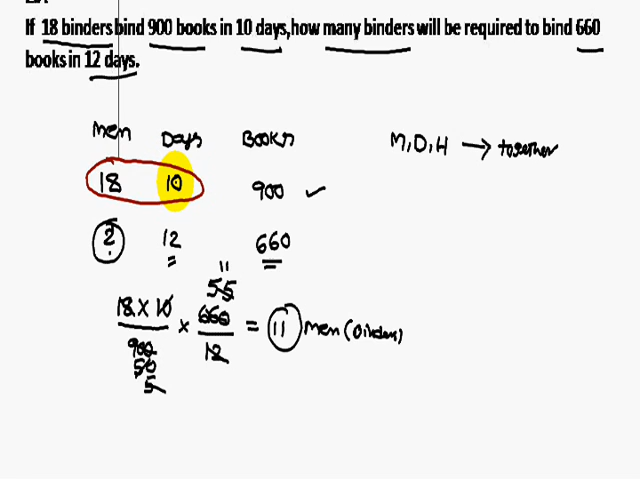 If 18 binders bind 900 books in 10 days,how many binders will be required to bind 660
books in 12 days.
Men Days Books
M,D,H → together
18 10 900 ✓
? 12 660
11
55
18 x 10 x 660 = 11 men (binders)
900 12
50
5